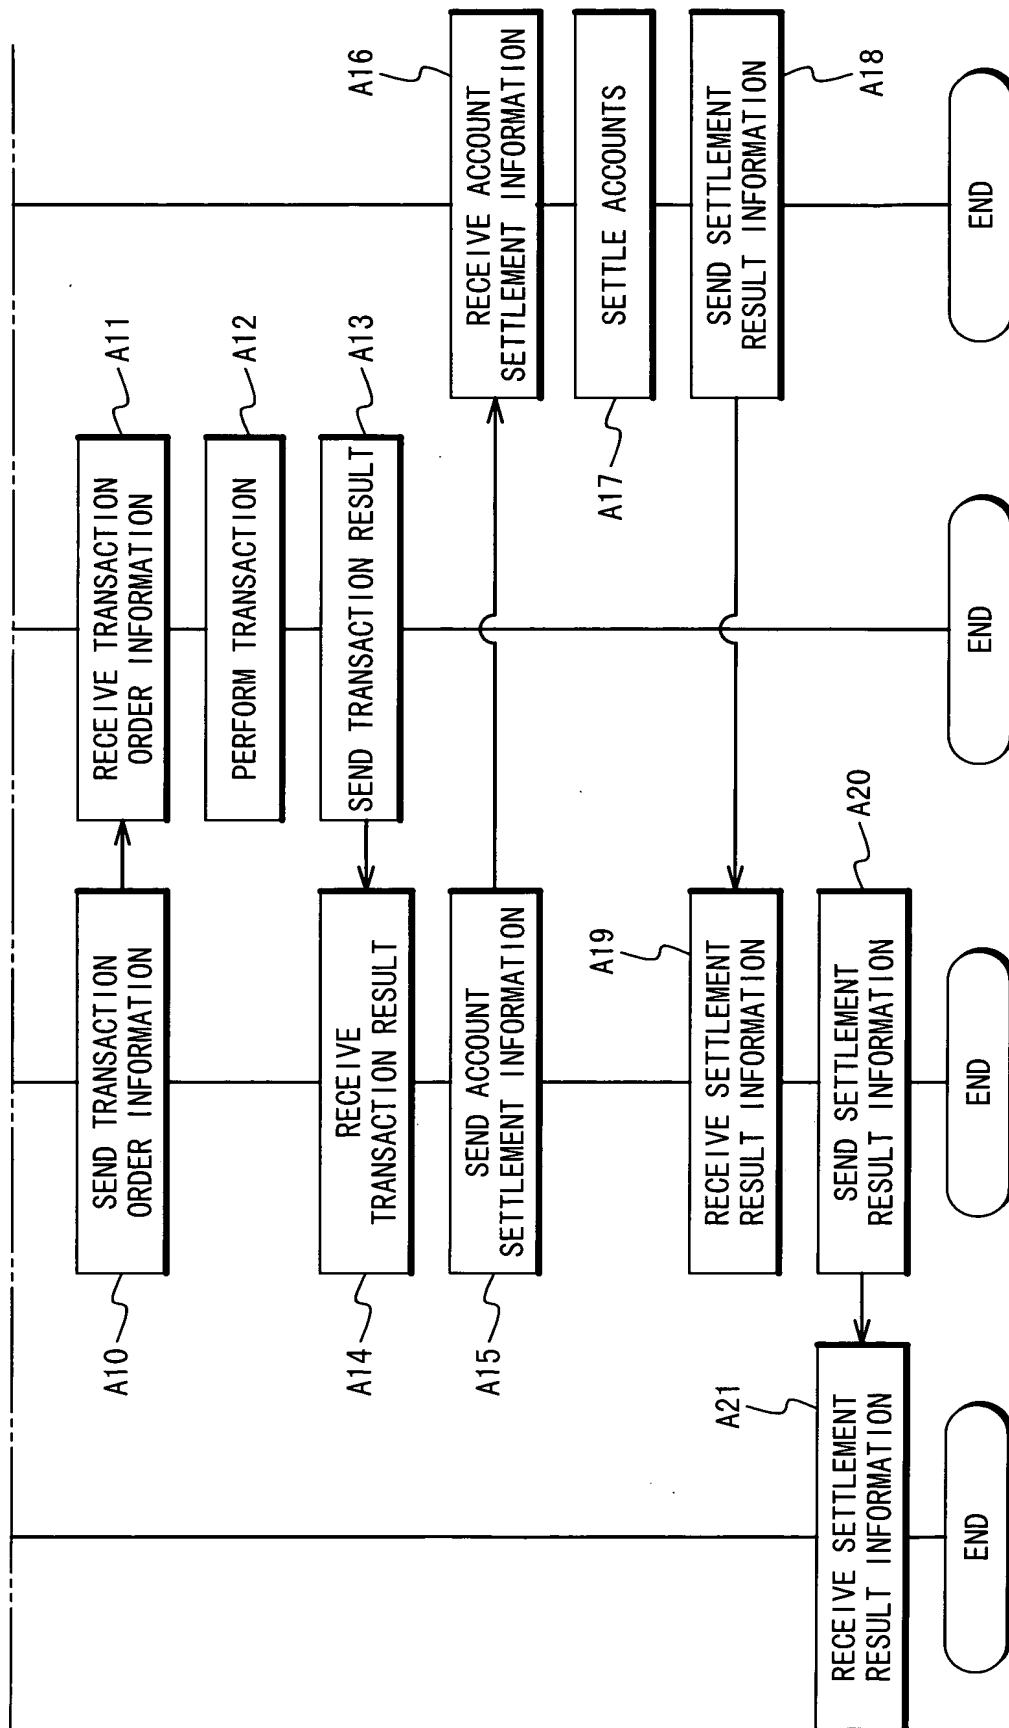 A10
SEND TRANSACTION
ORDER INFORMATION
RECEIVE TRANSACTION
ORDER INFORMATION
A11
PERFORM TRANSACTION
A12
SEND TRANSACTION RESULT
A13
A14
RECEIVE
TRANSACTION RESULT
A15
SEND ACCOUNT
SETTLEMENT INFORMATION
RECEIVE ACCOUNT
SETTLEMENT INFORMATION
A16
A17
SETTLE ACCOUNTS
SEND SETTLEMENT
RESULT INFORMATION
A18
RECEIVE SETTLEMENT
RESULT INFORMATION
A19
SEND SETTLEMENT
RESULT INFORMATION
A20
RECEIVE SETTLEMENT
RESULT INFORMATION
A21
END
END
END
END